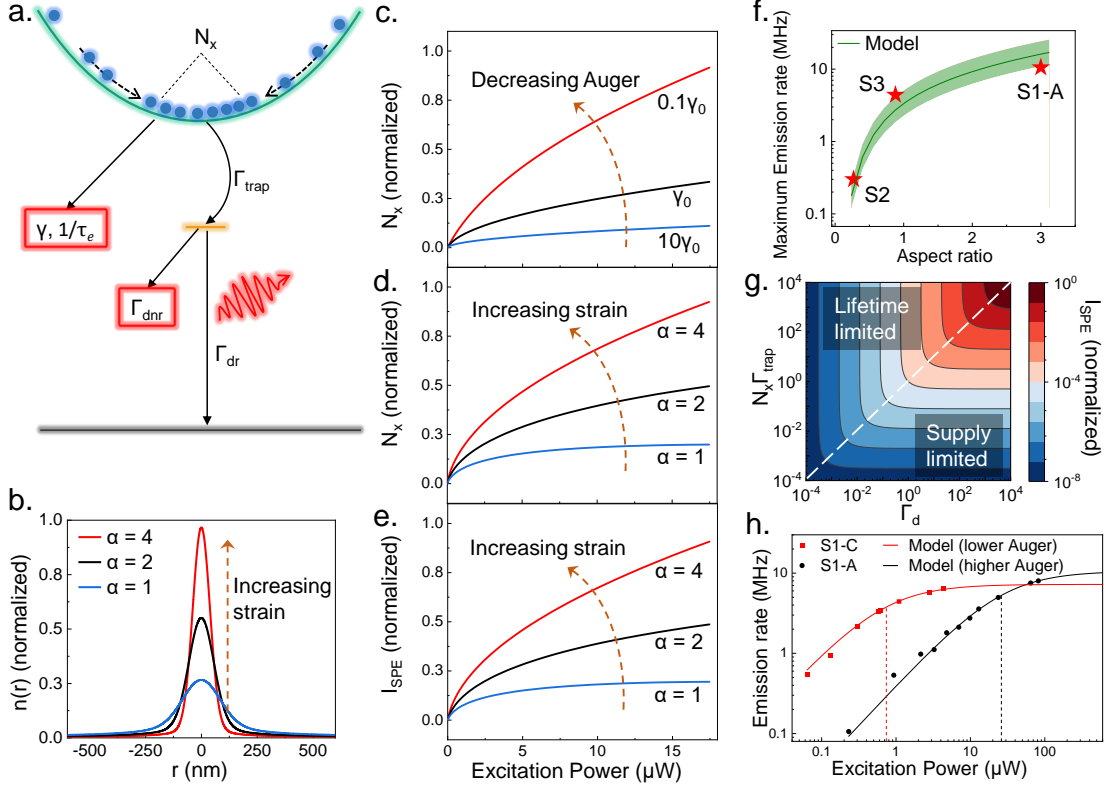 a.
Nₓ
Γtrap
γ, 1/τₑ
Γdnr
Γdr
b.
n(r) (normalized)
1.0
0.8
0.5
0.3
0.0
α = 4
α = 2
α = 1
Increasing
strain
-500 -250 0 250 500
r (nm)
c.
Nₓ (normalized)
1.0
0.8
0.5
0.3
0.0
Decreasing Auger
0.1γ₀
γ₀
10γ₀
d.
Nₓ (normalized)
1.0
0.8
0.5
0.3
0.0
Increasing strain
α = 4
α = 2
α = 1
e.
I_SPE (normalized)
1.0
0.8
0.5
0.3
0.0
Increasing strain
α = 4
α = 2
α = 1
0 5 10 15
Excitation Power (μW)
f.
Maximum Emission rate (MHz)
10
1
0.1
Model
S3
S1-A
S2
0 1 2 3
Aspect ratio
g.
NₓΓtrap
10⁴
10²
10⁰
10⁻²
10⁻⁴
Lifetime
limited
Supply
limited
10⁻⁴ 10⁻² 10⁰ 10² 10⁴
Γd
10⁰
10⁻⁴
10⁻⁸
I_SPE (normalized)
h.
Emission rate (MHz)
10
1
0.1
S1-C Model (lower Auger)
S1-A Model (higher Auger)
0.1 1 10 100
Excitation Power (μW)